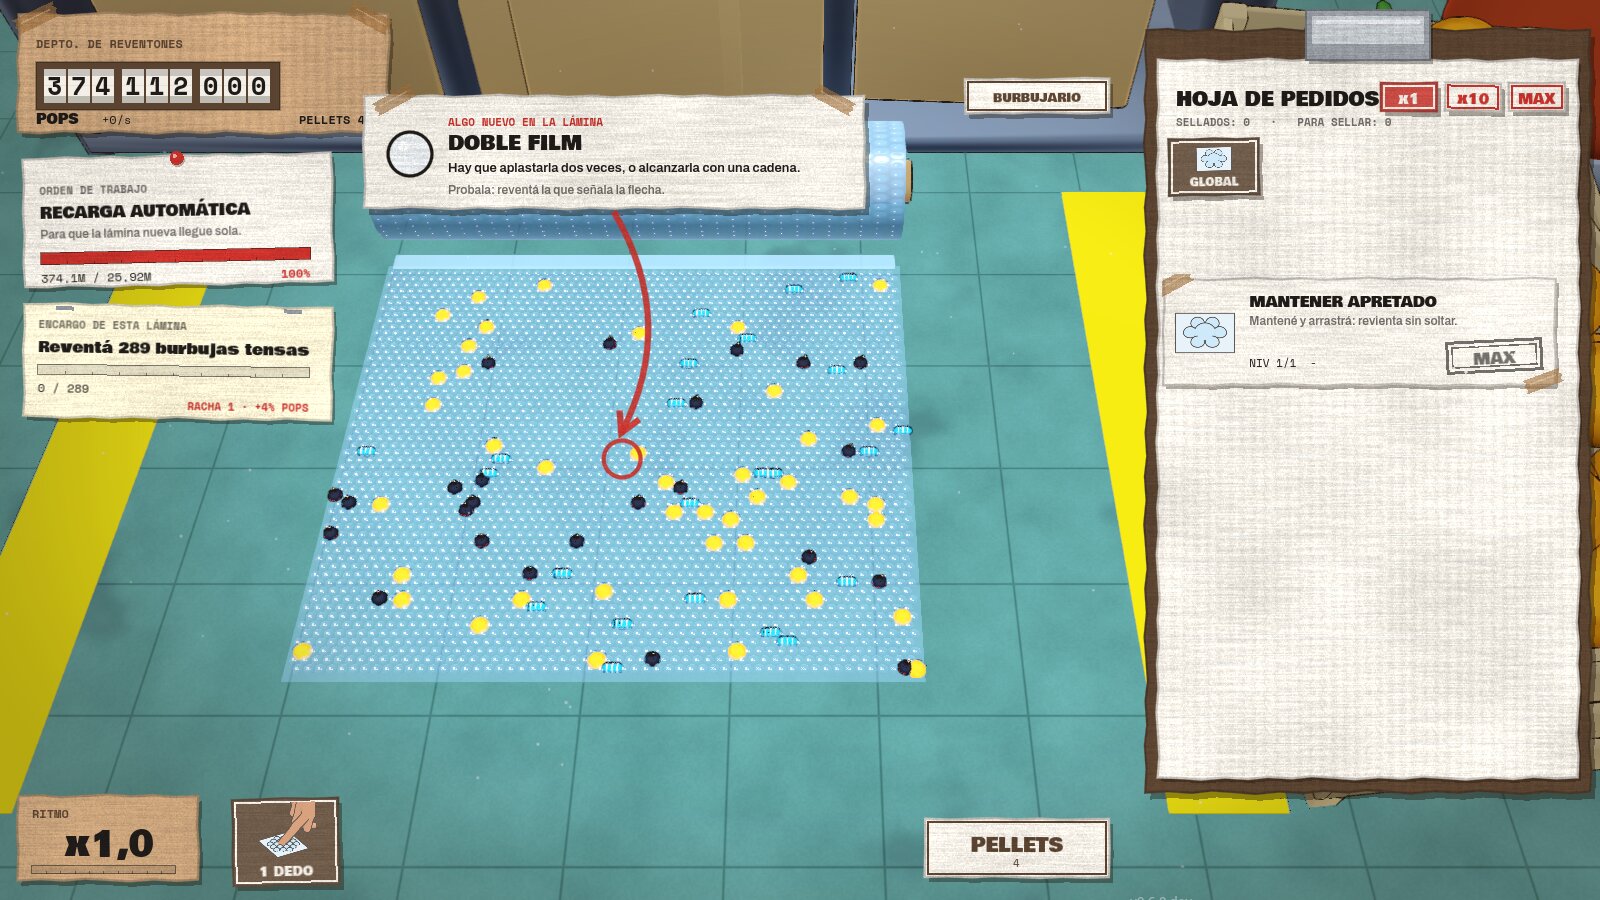 DEPTO. DE REVENTONES
374 112 000
POPS +0/s PELLETS 4
ORDEN DE TRABAJO
RECARGA AUTOMÁTICA
Para que la lámina nueva llegue sola.
374.1M / 25.92M 100%
ENCARGO DE ESTA LÁMINA
Reventá 289 burbujas tensas
0 / 289
RACHA 1 · +4% POPS
ALGO NUEVO EN LA LÁMINA
DOBLE FILM
Hay que aplastarla dos veces, o alcanzarla con una cadena.
Probala: reventá la que señala la flecha.
BURBUJARIO
HOJA DE PEDIDOS x1 x10 MAX
SELLADOS: 0 · PARA SELLAR: 0
GLOBAL
MANTENER APRETADO
Mantené y arrastrá: revienta sin soltar.
NIV 1/1 - MAX
RITMO
x1,0
1 DEDO
PELLETS
4